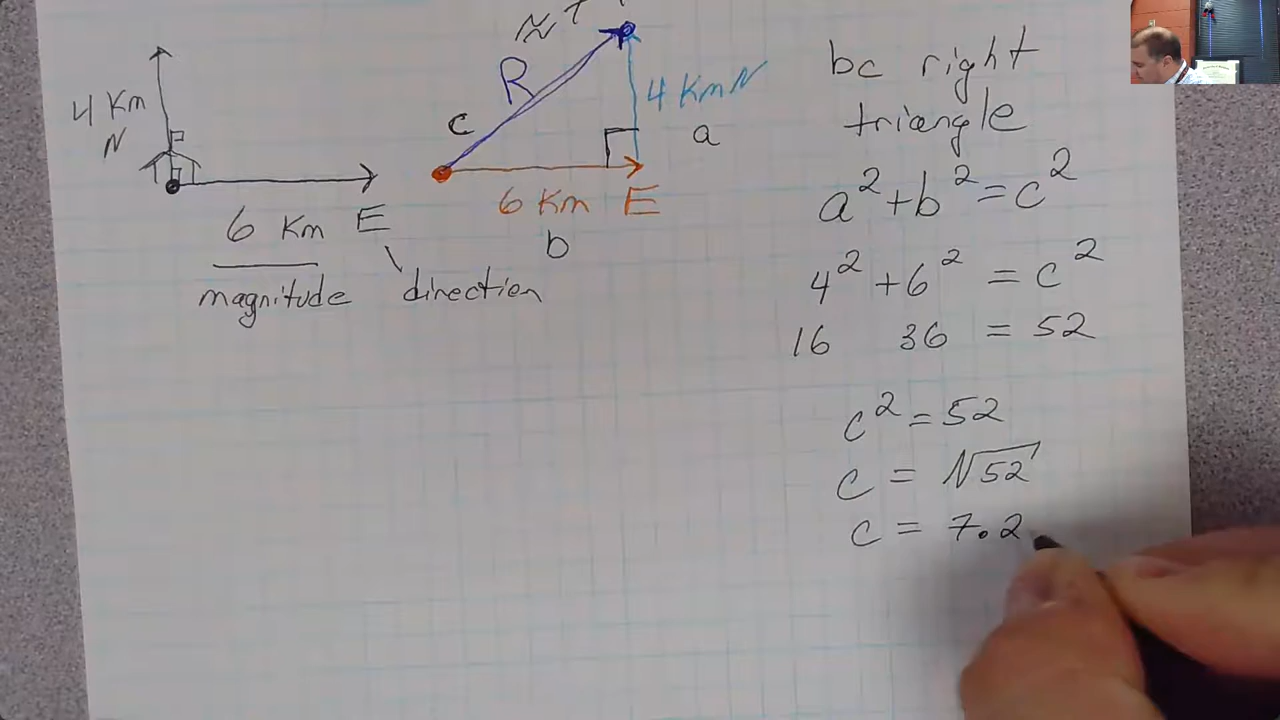 4 Km
N
6 Km E
magnitude
direction
R
c
4 Km N
a
6 Km E
b
bc right
triangle
a² + b² = c²
4² + 6² = c²
16 36 = 52
c² = 52
c = √52
c = 7.2